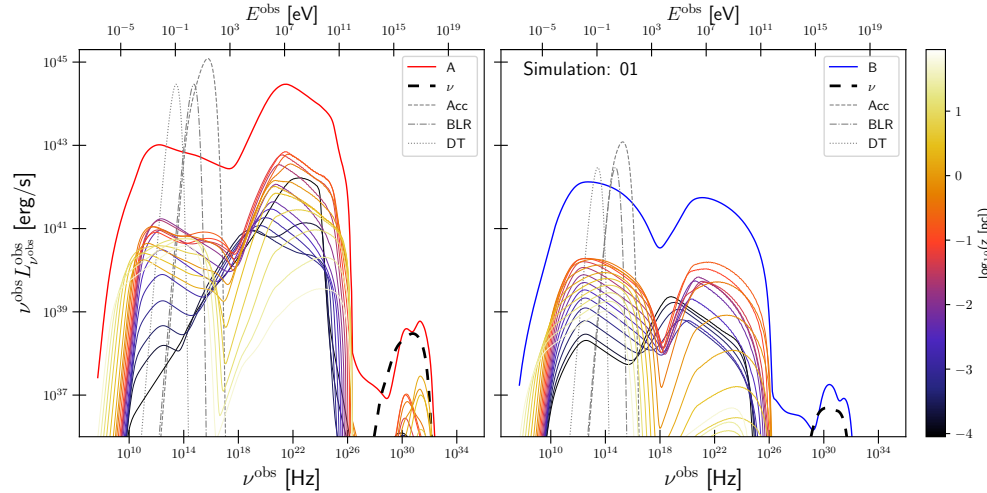 E^obs [eV] E^obs [eV]
10^−5 10^−1 10^3 10^7 10^11 10^15 10^19 10^−5 10^−1 10^3 10^7 10^11 10^15 10^19
Simulation: 01
A
ν
Acc
BLR
DT
B
ν
Acc
BLR
DT
10^45
10^43
10^41
10^39
10^37
ν^obs L^obs_ν^obs [erg/s]
10^10 10^14 10^18 10^22 10^26 10^30 10^34 10^10 10^14 10^18 10^22 10^26 10^30 10^34
ν^obs [Hz] ν^obs [Hz]
1
0
−1
−2
−3
−4